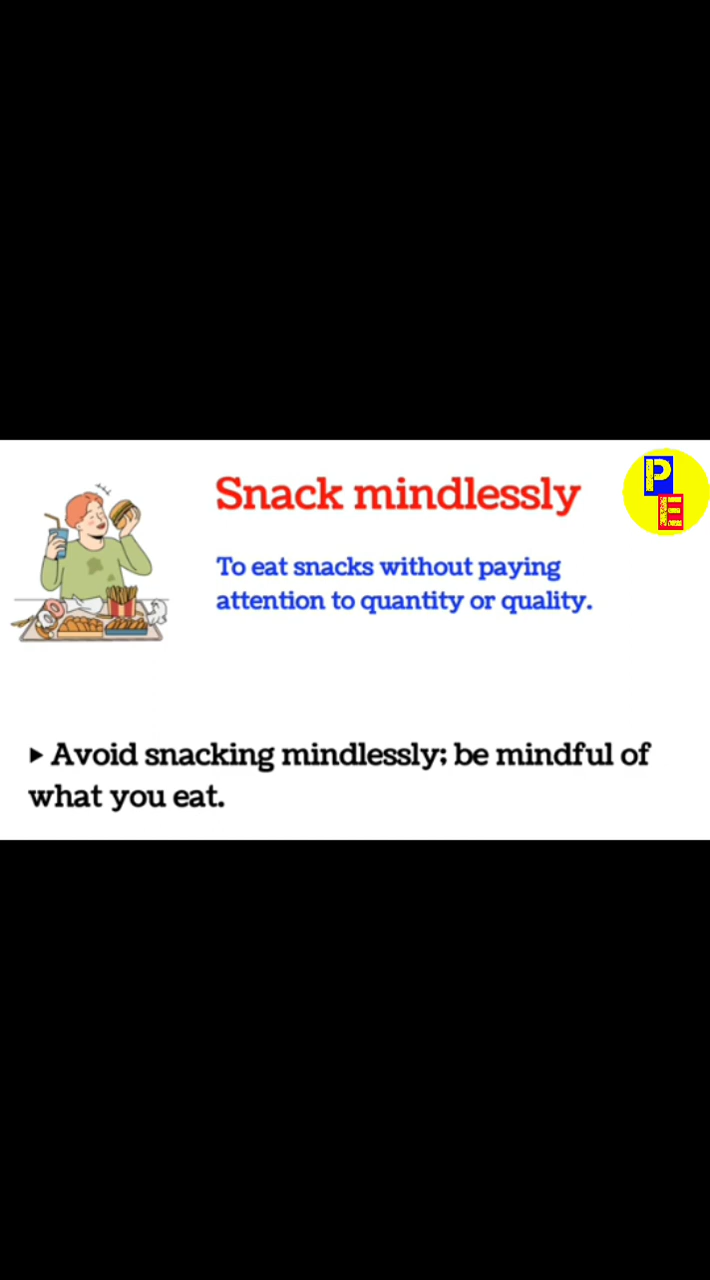 Snack mindlessly
P
E
To eat snacks without paying
attention to quantity or quality.
▸ Avoid snacking mindlessly; be mindful of
what you eat.